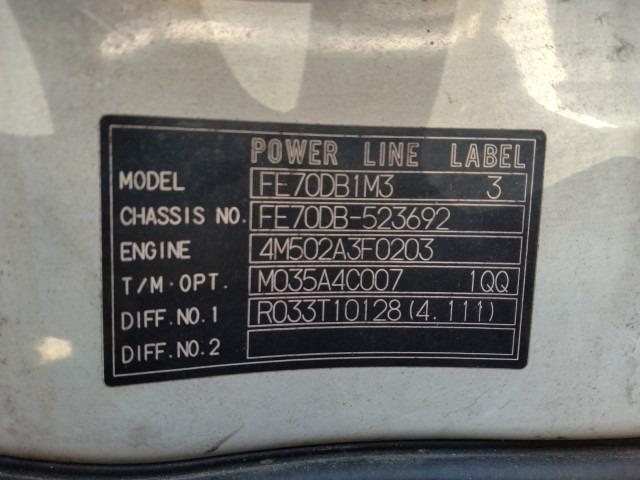 POWER LINE LABEL
MODEL FE70DB1M3 3
CHASSIS NO. FE70DB-523692
ENGINE 4M502A3F0203
T/M·OPT. M035A4C007 1QQ
DIFF.NO.1 R033T10128(4.111)
DIFF.NO.2